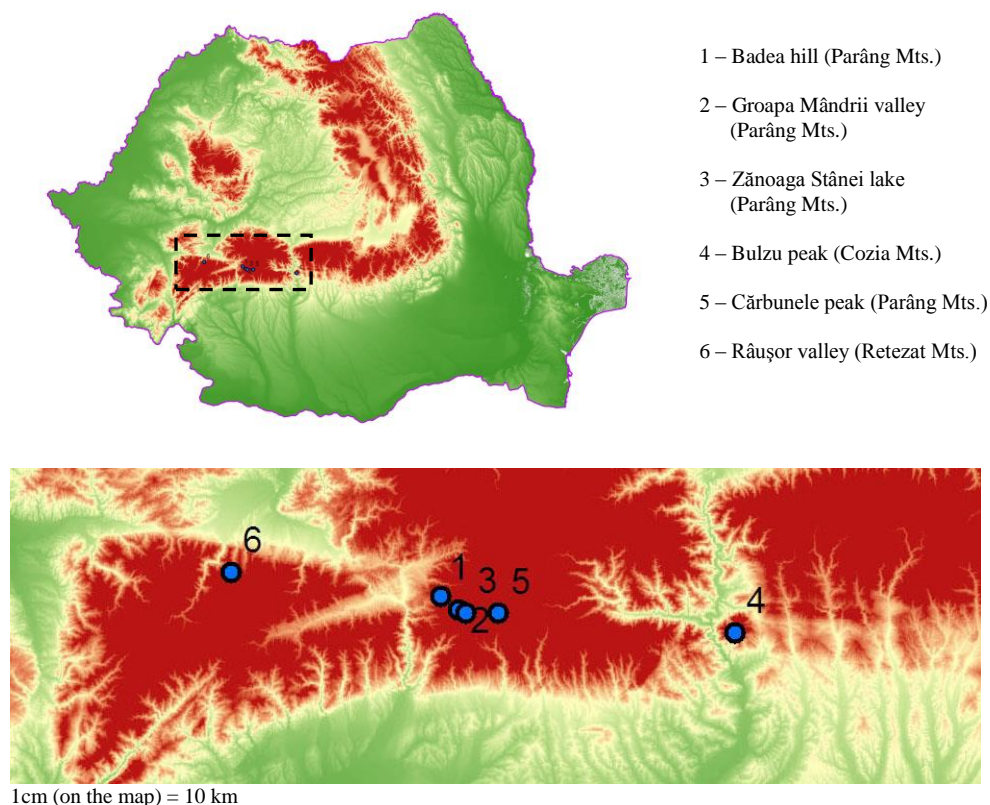 1 – Badea hill (Parâng Mts.)
2 – Groapa Mândrii valley
(Parâng Mts.)
3 – Zănoaga Stânei lake
(Parâng Mts.)
4 – Bulzu peak (Cozia Mts.)
5 – Cărbunele peak (Parâng Mts.)
6 – Râuşor valley (Retezat Mts.)
6
1 3 5
2
4
1cm (on the map) = 10 km